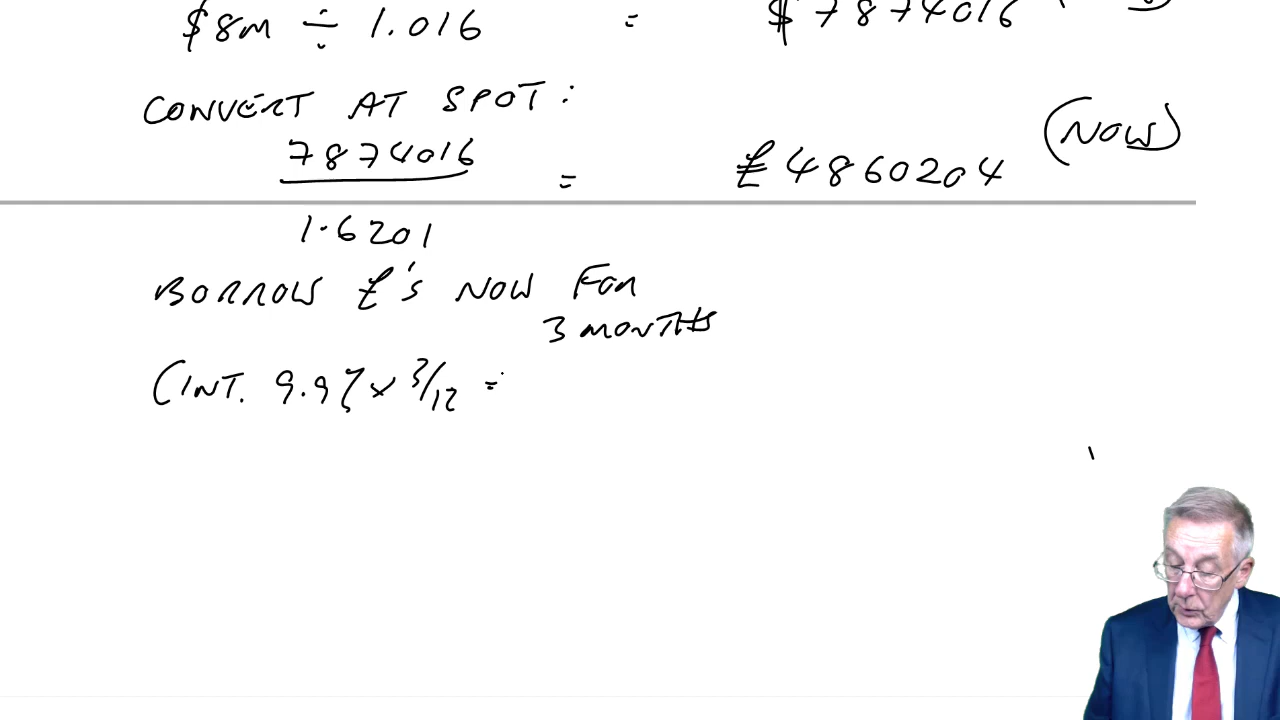 $8m ÷ 1.016 = $7874016
CONVERT AT SPOT:
7874016
1.6201
= £4860204 (NOW)
BORROW £'s NOW FOR
3 MONTHS
(INT. 9.9% x 3/12 =